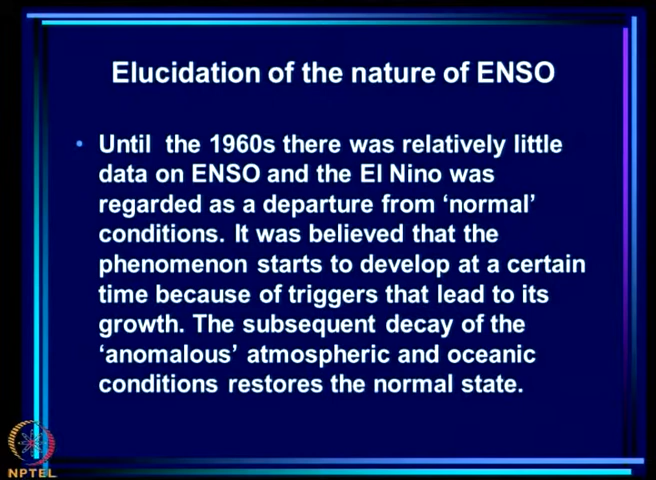 Elucidation of the nature of ENSO
• Until the 1960s there was relatively little
data on ENSO and the El Nino was
regarded as a departure from ‘normal’
conditions. It was believed that the
phenomenon starts to develop at a certain
time because of triggers that lead to its
growth. The subsequent decay of the
‘anomalous’ atmospheric and oceanic
conditions restores the normal state.
NPTEL